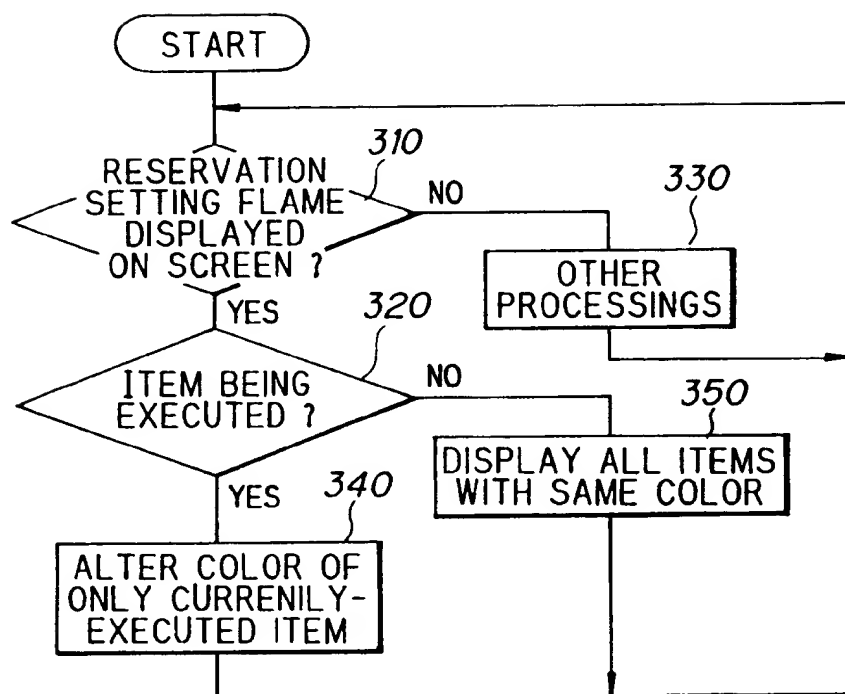 START
310
RESERVATION
SETTING FLAME
DISPLAYED
ON SCREEN ?
NO
330
OTHER
PROCESSINGS
YES
320
ITEM BEING
EXECUTED ?
NO
350
DISPLAY ALL ITEMS
WITH SAME COLOR
YES
340
ALTER COLOR OF
ONLY CURRENILY-
EXECUTED ITEM